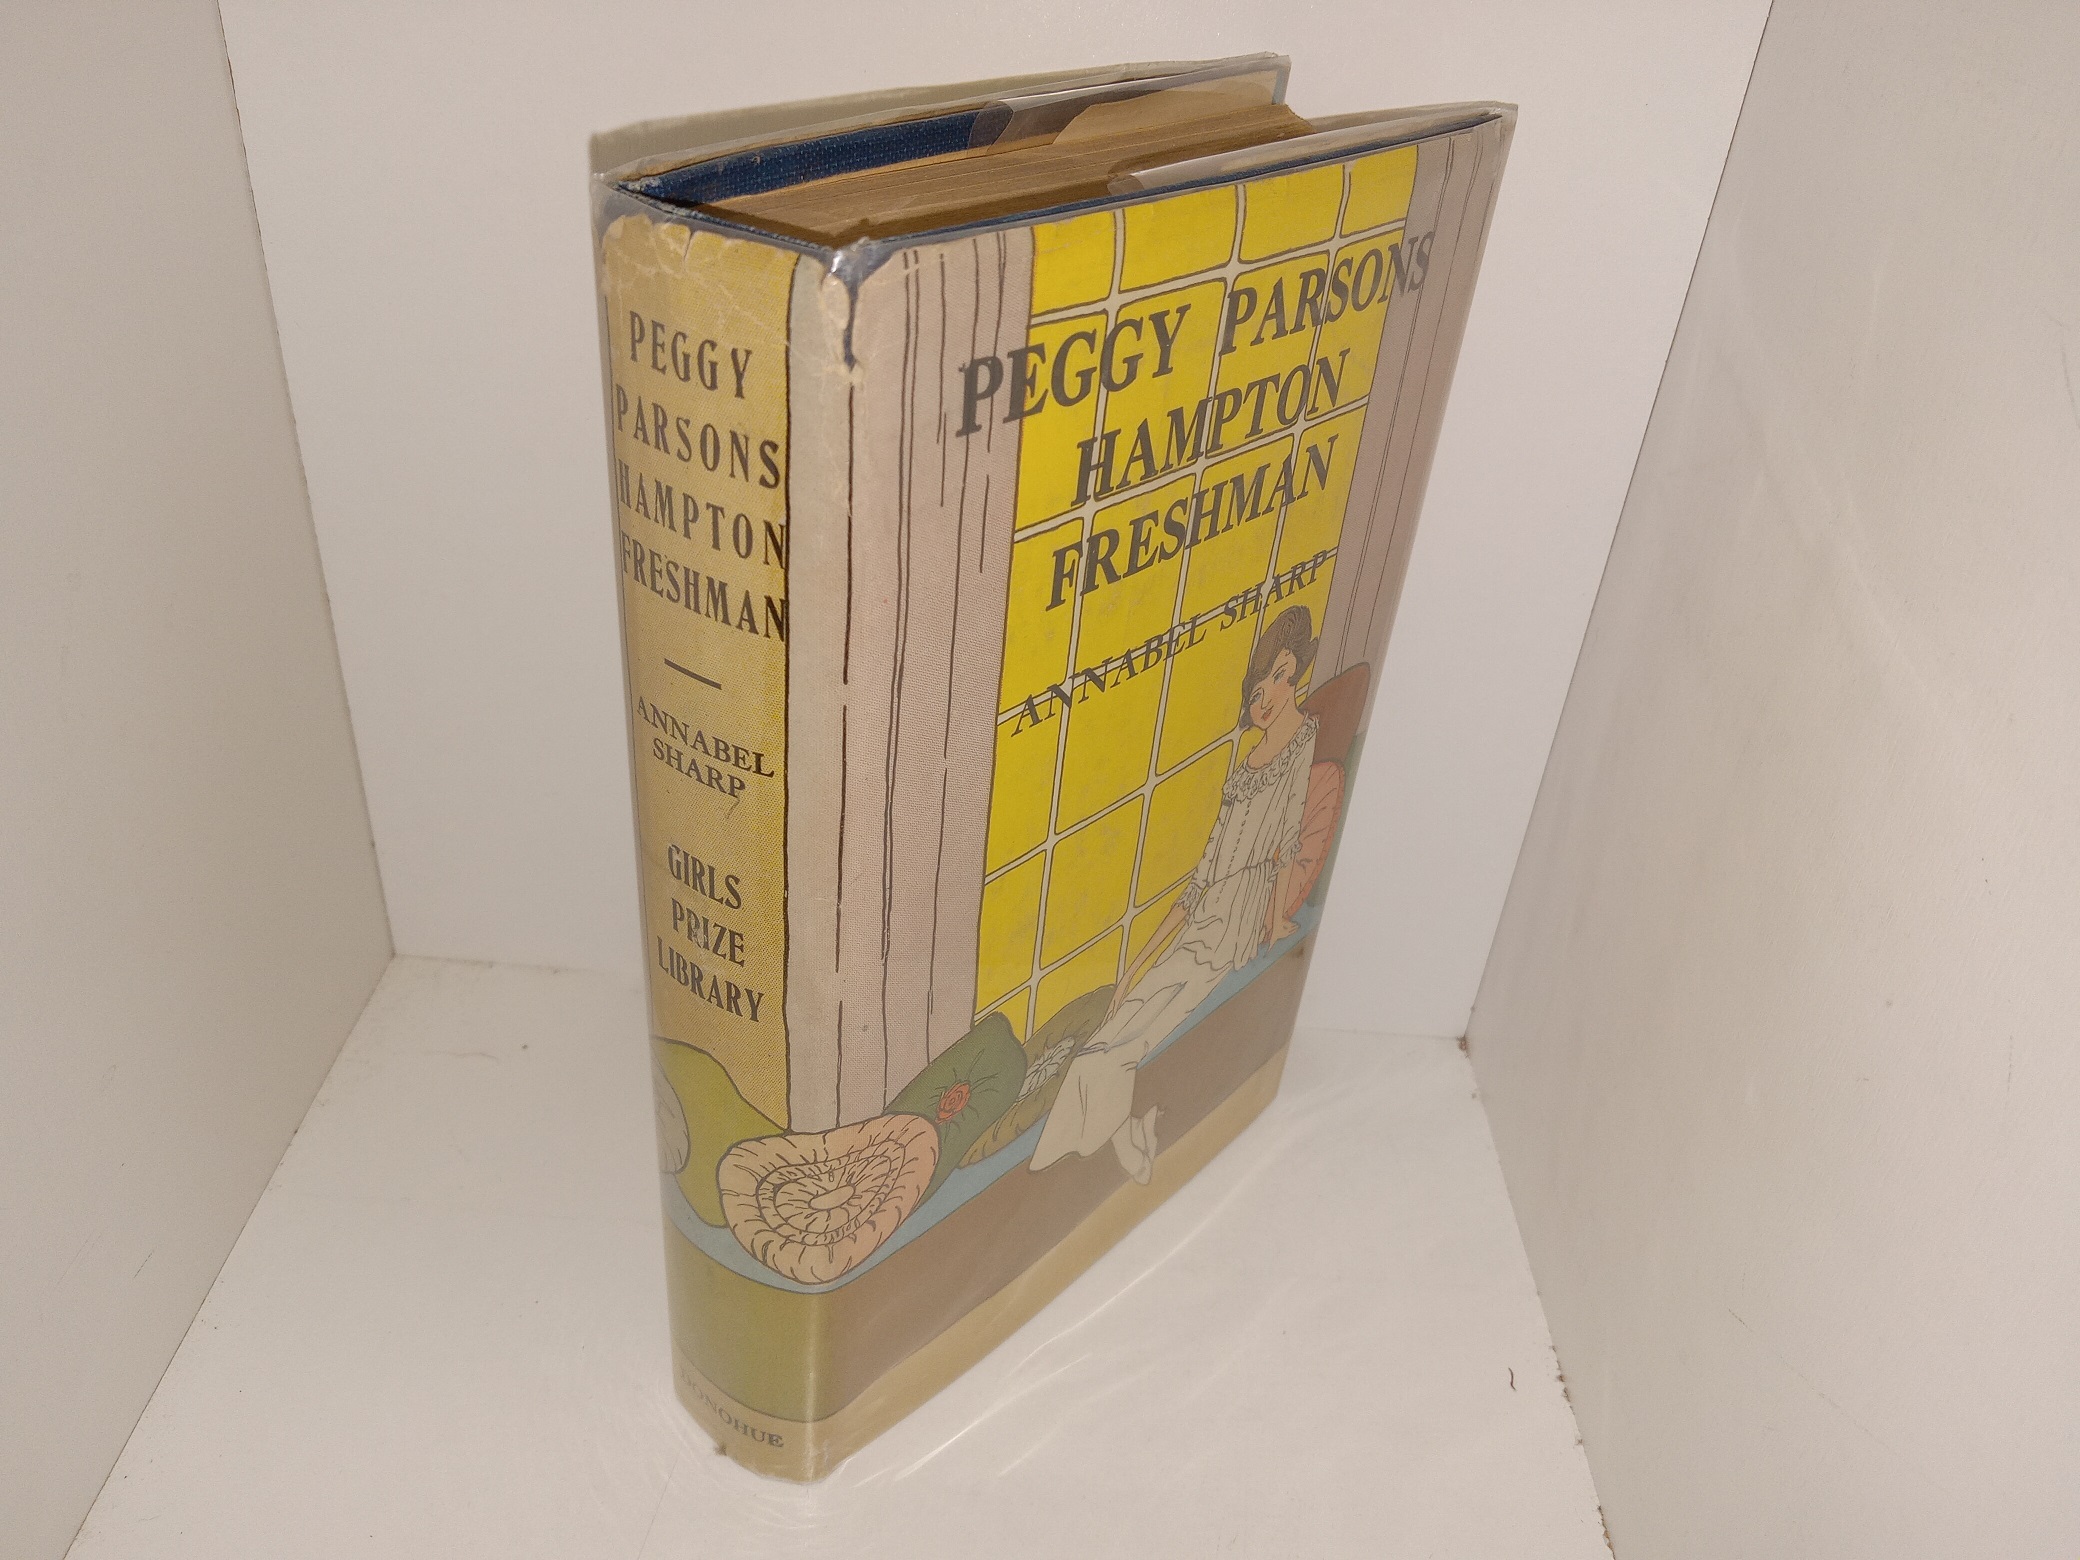 PEGGY
PARSONS
HAMPTON
FRESHMAN
ANNABEL
SHARP
GIRLS
PRIZE
LIBRARY
DONOHUE
PEGGY PARSONS
HAMPTON
FRESHMAN
ANNABEL SHARP